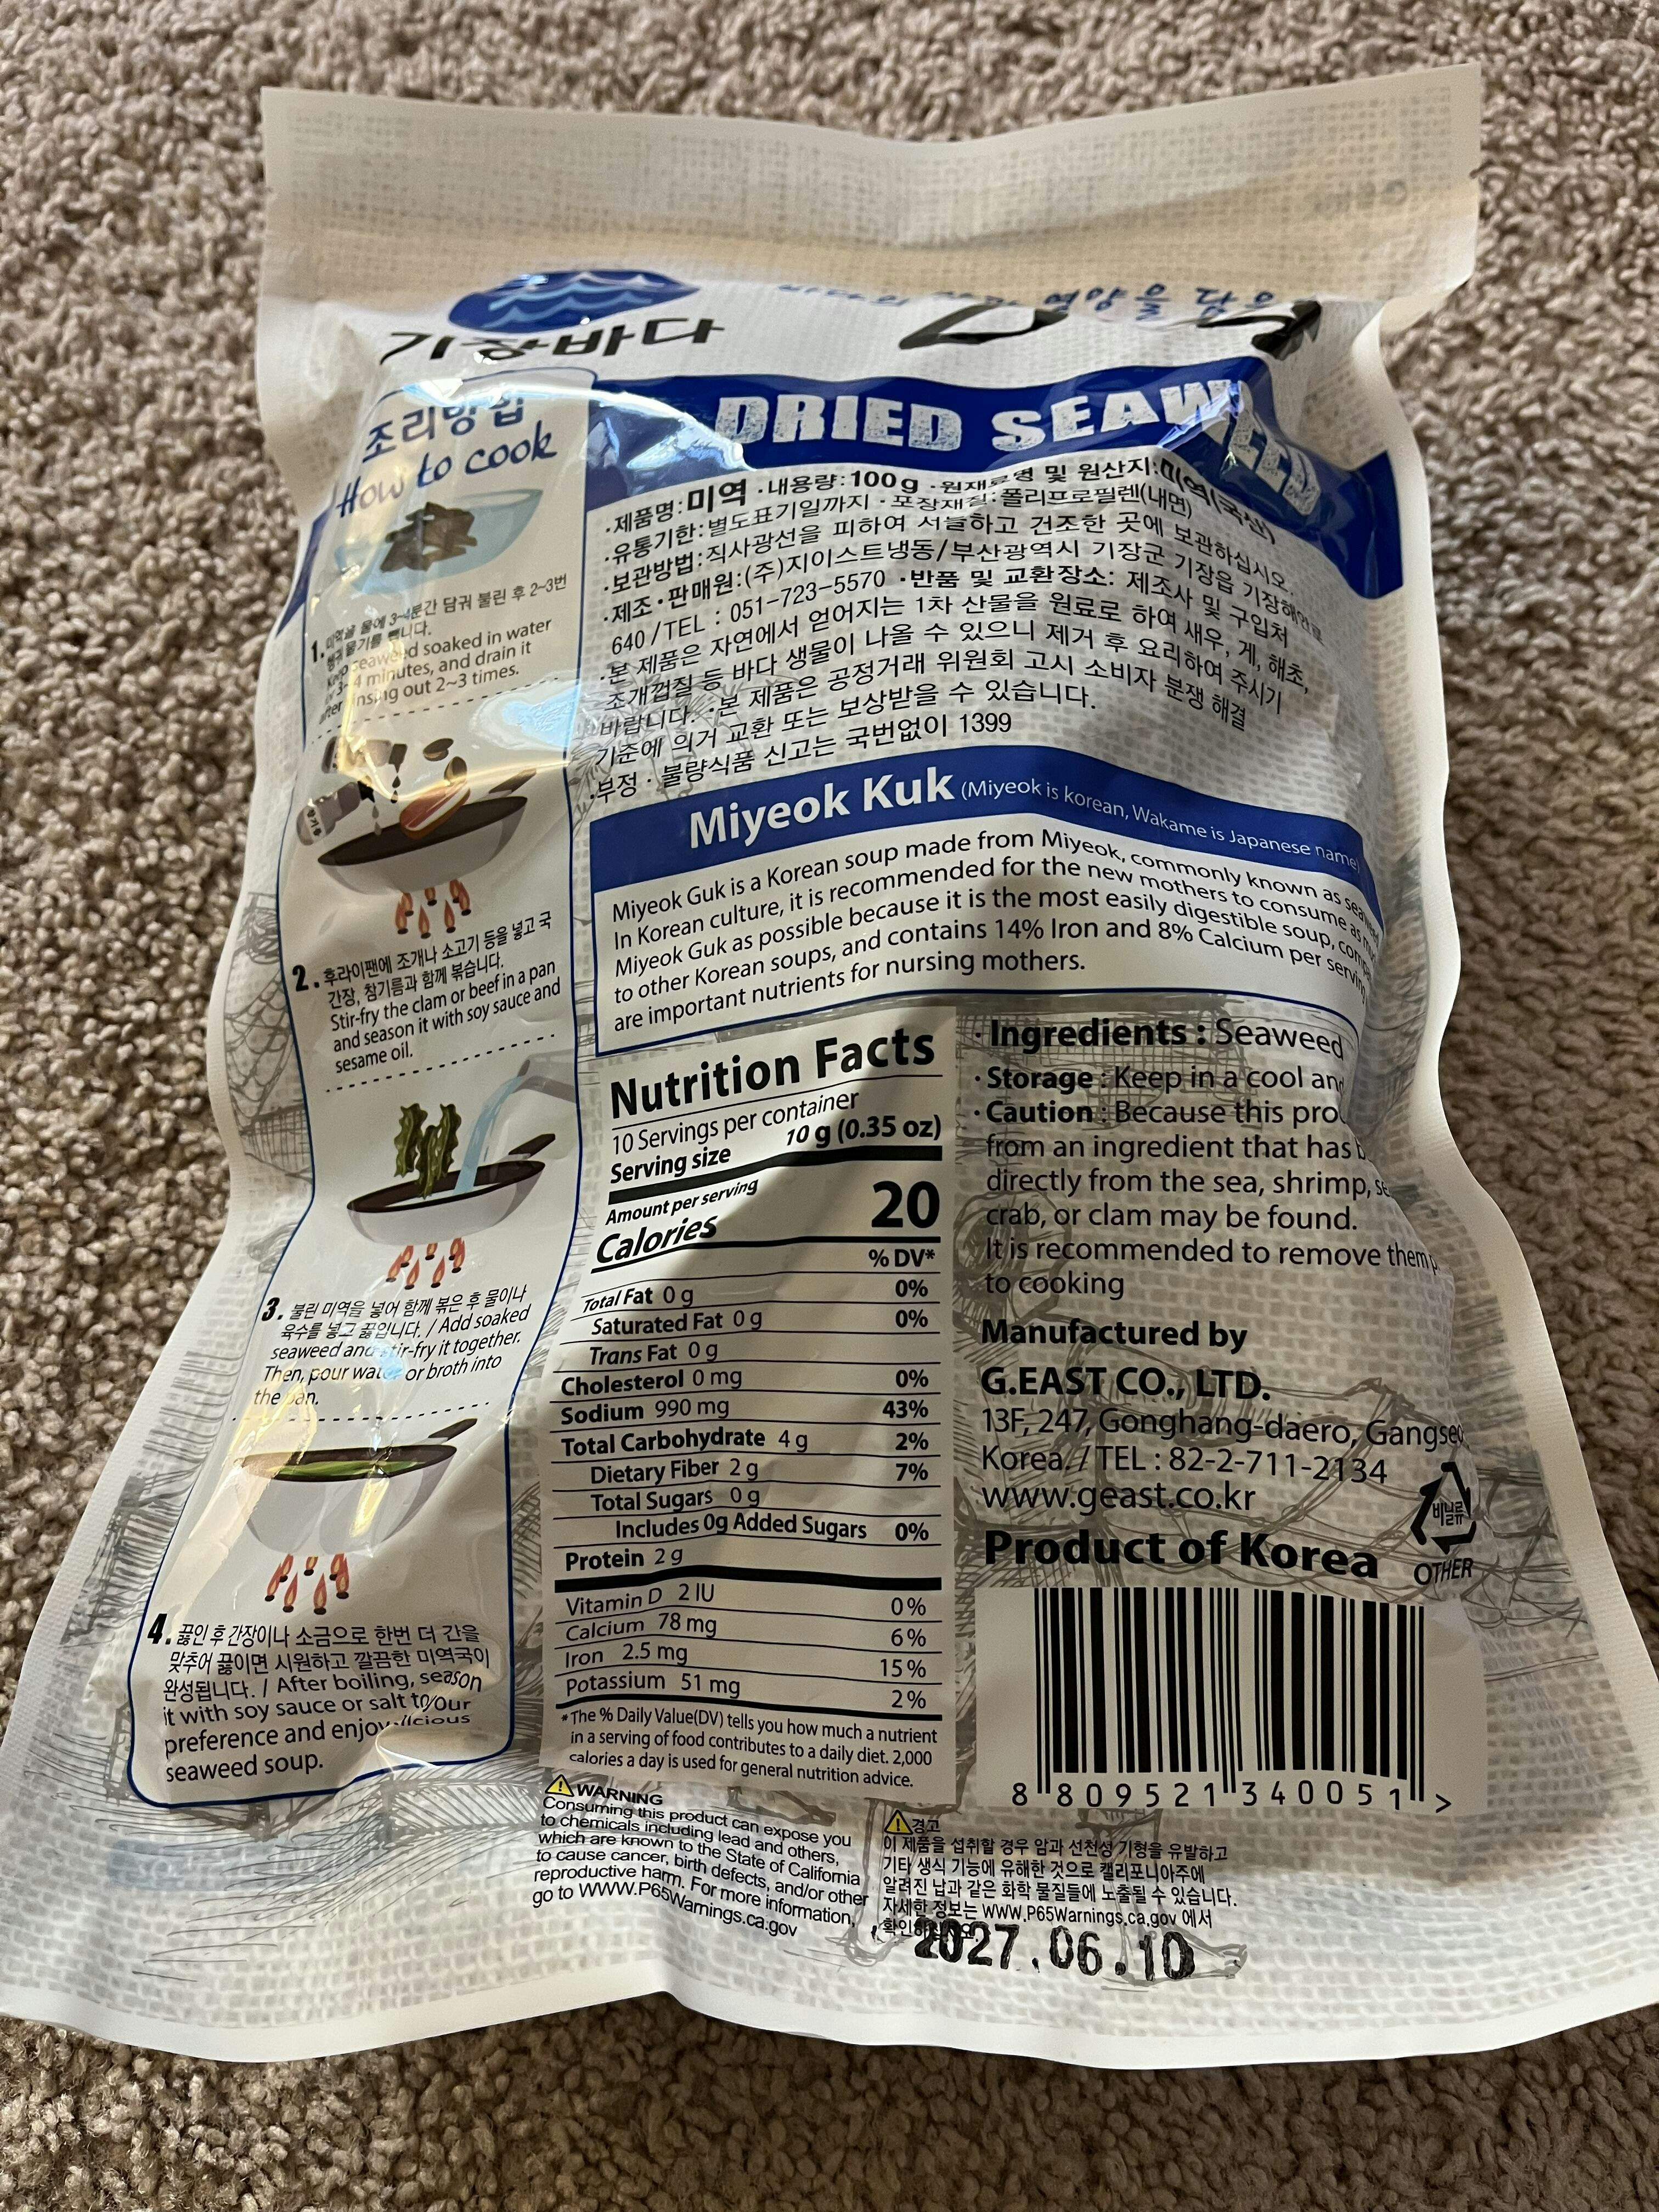 기장바다
영양을
DRIED SEAWEED
조리방법
How to cook
1. 미역을 물에 3~4분간 담궈 불린 후 2~3번
헹궈 물기를 뺍니다.
Keep seaweed soaked in water
3~4 minutes, and drain it
out 2~3 times.
참기름
2. 후라이팬에 조개나 소고기 등을 넣고 국
간장, 참기름과 함께 볶습니다.
Stir-fry the clam or beef in a pan
and season it with soy sauce and
sesame oil.
3. 불린 미역을 넣어 함께 볶은 후 물이나
육수를 넣고 끓입니다. / Add soaked
seaweed and stir-fry it together.
Then, pour water or broth into
the pan.
4. 끓인 후 간장이나 소금으로 한번 더 간을
맞추어 끓이면 시원하고 깔끔한 미역국이
완성됩니다. / After boiling, season
it with soy sauce or salt to your
preference and enjoy
seaweed soup.
·제품명:미역 ·내용량:100g ·원재료명 및 원산지:미역(국산)
·유통기한:별도표기일까지 ·포장재질:폴리프로필렌(내면)
·보관방법:직사광선을 피하여 서늘하고 건조한 곳에 보관하십시오.
·제조·판매원:(주)지이스트냉동/부산광역시 기장군 기장읍 기장해안로
640/TEL : 051-723-5570 ·반품 및 교환장소: 제조사 및 구입처
·본 제품은 자연에서 얻어지는 1차 산물을 원료로 하여 새우, 게, 해초,
조개껍질 등 바다 생물이 나올 수 있으니 제거 후 요리하여 주시기
바랍니다. ·본 제품은 공정거래 위원회 고시 소비자 분쟁 해결
기준에 의거 교환 또는 보상받을 수 있습니다.
·부정·불량식품 신고는 국번없이 1399
Miyeok Kuk (Miyeok is korean, Wakame is Japanese name)
Miyeok Guk is a Korean soup made from Miyeok, commonly known as
In Korean culture, it is recommended for the new mothers to consume as
Miyeok Guk as possible because it is the most easily digestible soup,
to other Korean soups, and contains 14% Iron and 8% Calcium per serving
are important nutrients for nursing mothers.
Nutrition Facts
10 Servings per container
Serving size 10 g (0.35 oz)
Amount per serving
Calories 20
% DV*
Total Fat 0 g 0%
Saturated Fat 0 g 0%
Trans Fat 0 g
Cholesterol 0 mg 0%
Sodium 990 mg 43%
Total Carbohydrate 4 g 2%
Dietary Fiber 2 g 7%
Total Sugars 0 g
Includes 0g Added Sugars 0%
Protein 2 g
Vitamin D 2 IU 0%
Calcium 78 mg 6%
Iron 2.5 mg 15%
Potassium 51 mg 2%
* The % Daily Value(DV) tells you how much a nutrient
in a serving of food contributes to a daily diet. 2,000
calories a day is used for general nutrition advice.
· Ingredients : Seaweed
· Storage : Keep in a cool and
· Caution : Because this
from an ingredient that has
directly from the sea, shrimp,
crab, or clam may be found.
It is recommended to remove them
to cooking
Manufactured by
G.EAST CO., LTD.
13F, 247, Gonghang-daero,
Korea. / TEL : 82-2-711-2134
www.geast.co.kr
비닐류
OTHER
Product of Korea
8 809521 340051 >
WARNING
Consuming this product can expose you
to chemicals including lead and others,
which are known to the State of California
to cause cancer, birth defects, and/or other
reproductive harm. For more information,
go to WWW.P65Warnings.ca.gov
경고
이 제품을 섭취할 경우 암과 선천성 기형을 유발하고
기타 생식 기능에 유해한 것으로 캘리포니아주에
알려진 납과 같은 화학 물질들에 노출될 수 있습니다.
자세한 정보는 WWW.P65Warnings.ca.gov 에서
2027.06.10